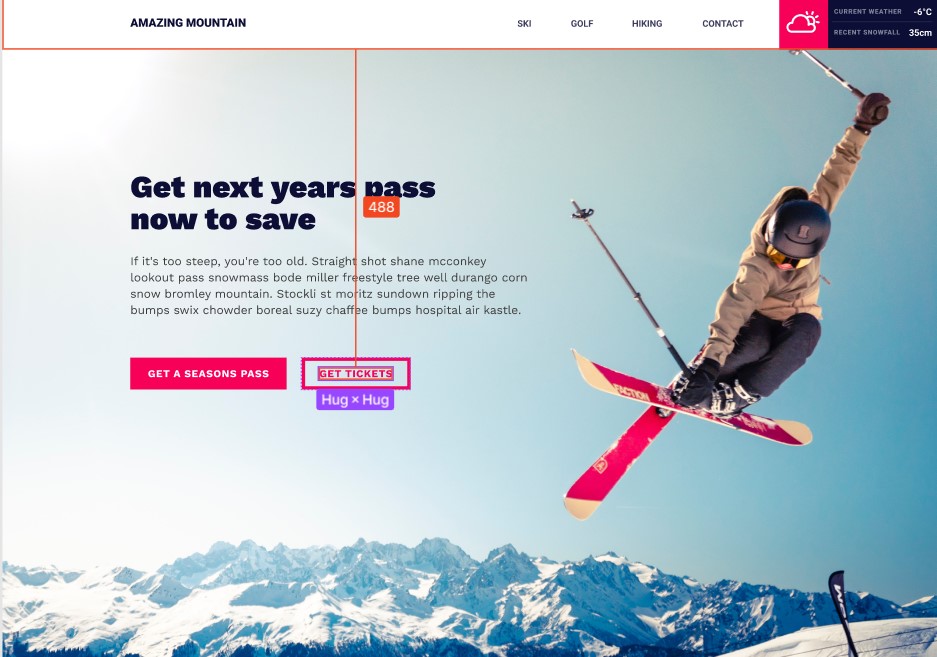 AMAZING MOUNTAIN
SKI GOLF HIKING CONTACT
CURRENT WEATHER -6°C
RECENT SNOWFALL 35cm
Get next years pass
now to save
488
If it's too steep, you're too old. Straight shot shane mcconkey
lookout pass snowmass bode miller freestyle tree well durango corn
snow bromley mountain. Stockli st moritz sundown ripping the
bumps swix chowder boreal suzy chaffee bumps hospital air kastle.
GET A SEASONS PASS
GET TICKETS
Hug × Hug
FACTION